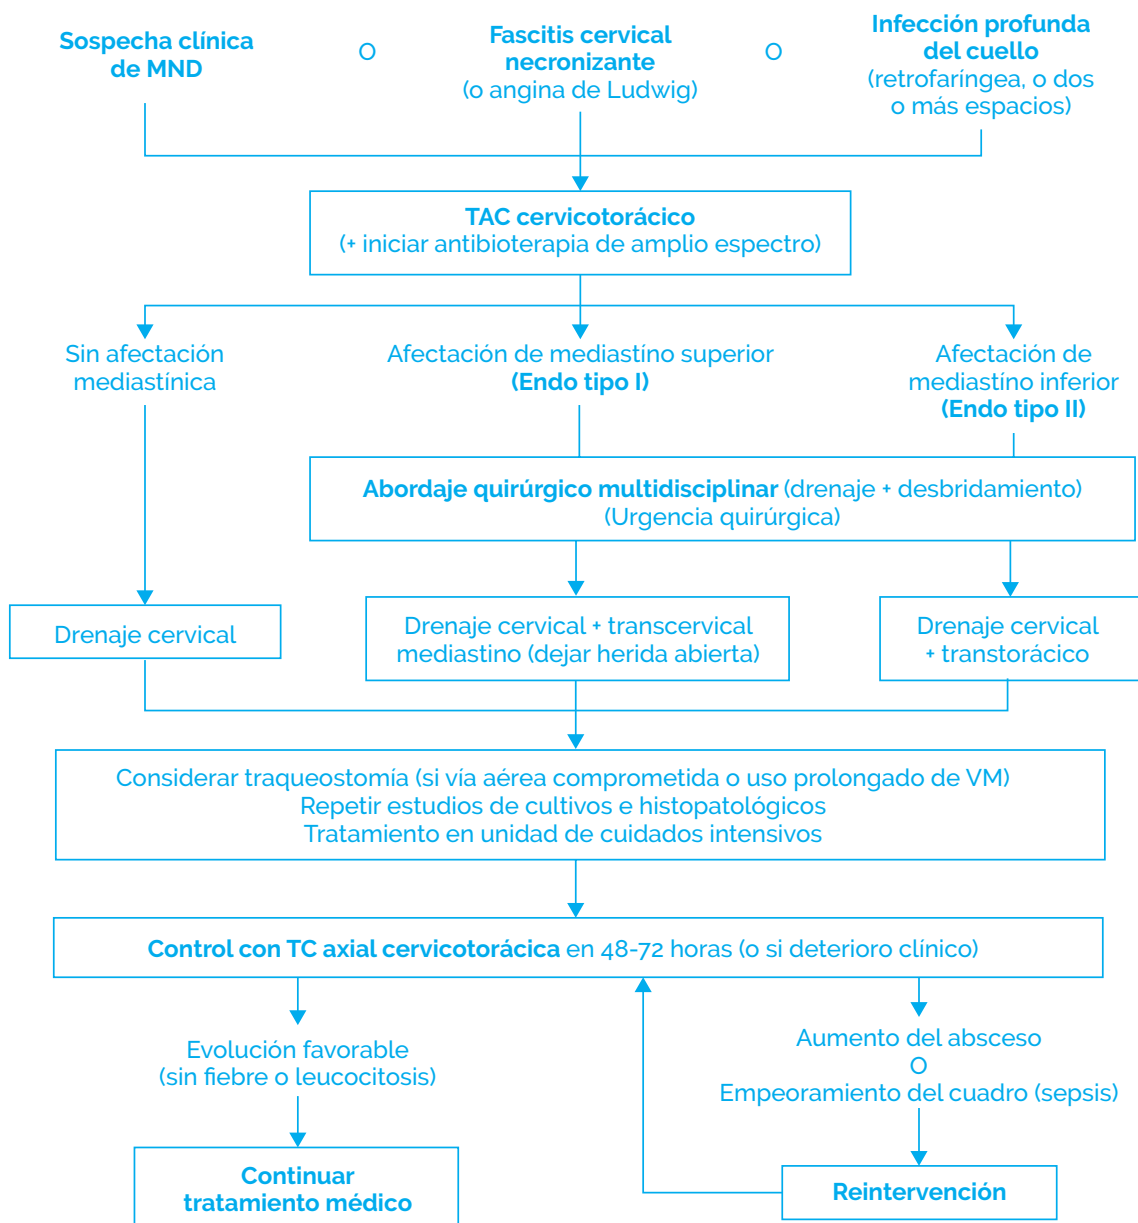 Sospecha clínica
de MND
O
Fascitis cervical
necronizante
(o angina de Ludwig)
O
Infección profunda
del cuello
(retrofaríngea, o dos
o más espacios)
TAC cervicotorácico
(+ iniciar antibioterapia de amplio espectro)
Sin afectación
mediastínica
Afectación de mediastíno superior
(Endo tipo I)
Afectación de
mediastíno inferior
(Endo tipo II)
Abordaje quirúrgico multidisciplinar (drenaje + desbridamiento)
(Urgencia quirúrgica)
Drenaje cervical
Drenaje cervical + transcervical
mediastino (dejar herida abierta)
Drenaje cervical
+ transtorácico
Considerar traqueostomía (si vía aérea comprometida o uso prolongado de VM)
Repetir estudios de cultivos e histopatológicos
Tratamiento en unidad de cuidados intensivos
Control con TC axial cervicotorácica en 48-72 horas (o si deterioro clínico)
Evolución favorable
(sin fiebre o leucocitosis)
Aumento del absceso
O
Empeoramiento del cuadro (sepsis)
Continuar
tratamiento médico
Reintervención